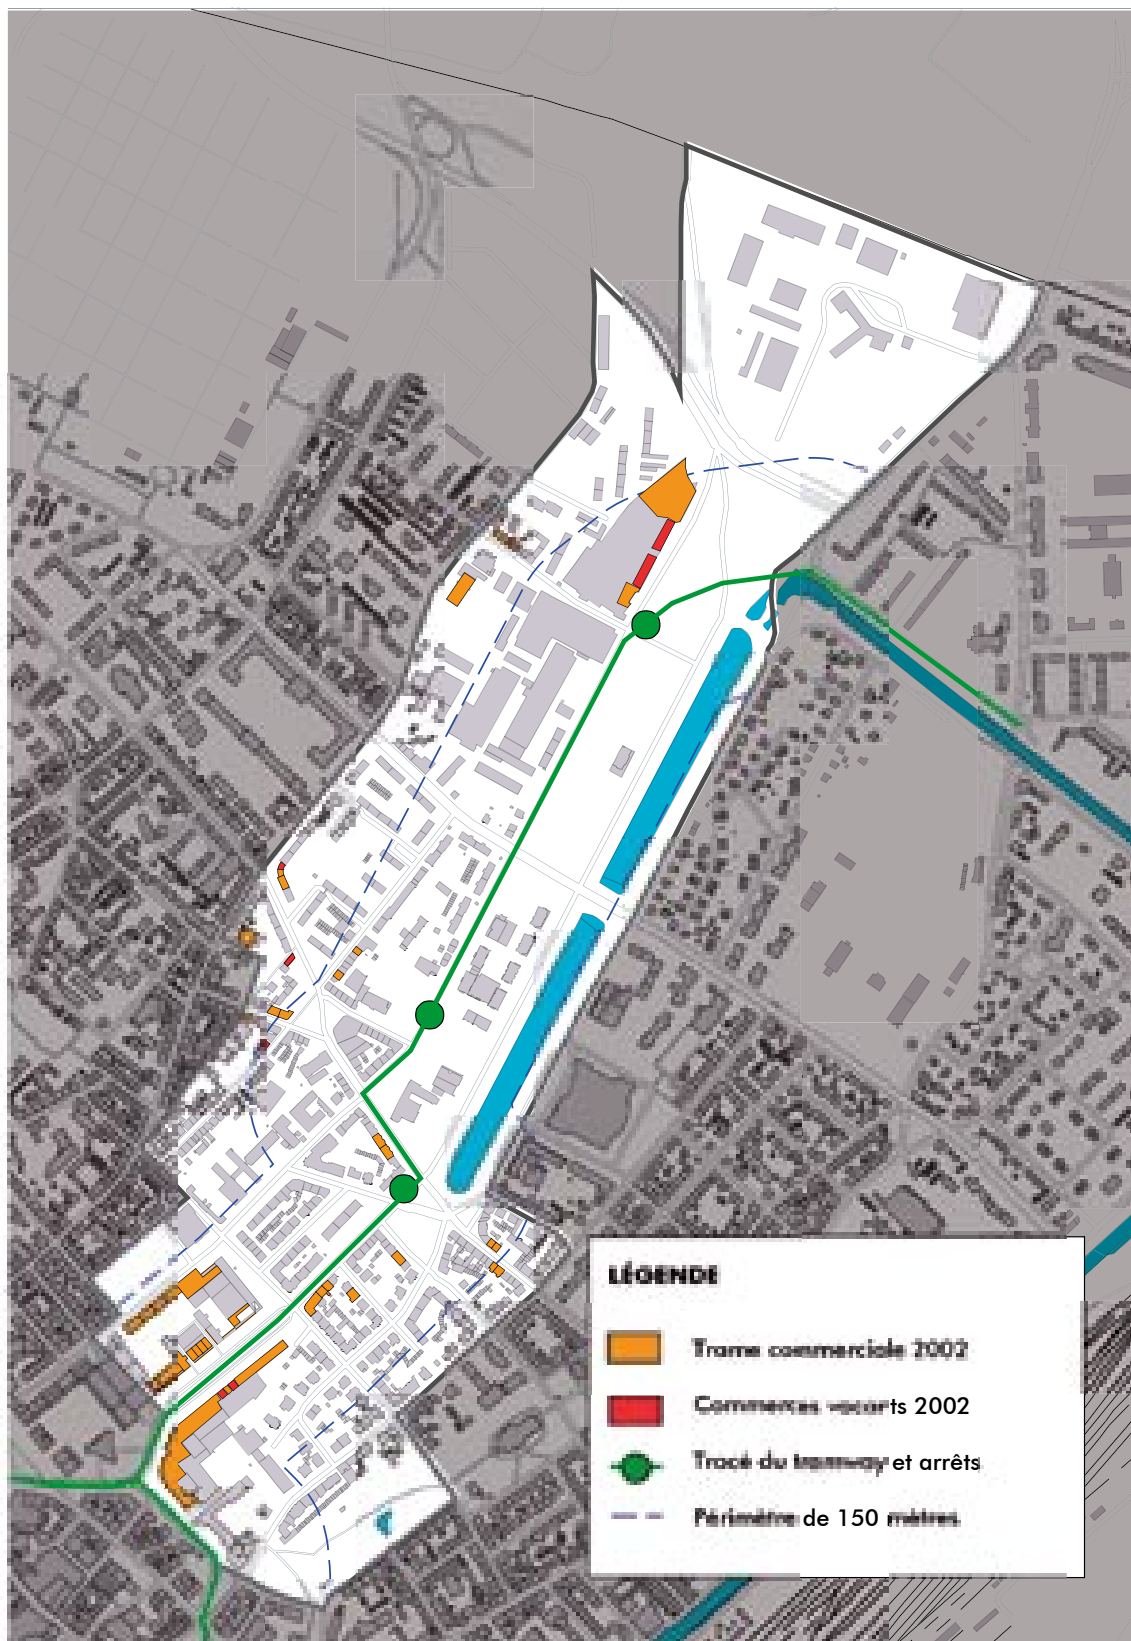 LÉGENDE
Trame commerciale 2002
Commerces vacants 2002
Tracé du tramway et arrêts
Périmètre de 150 mètres